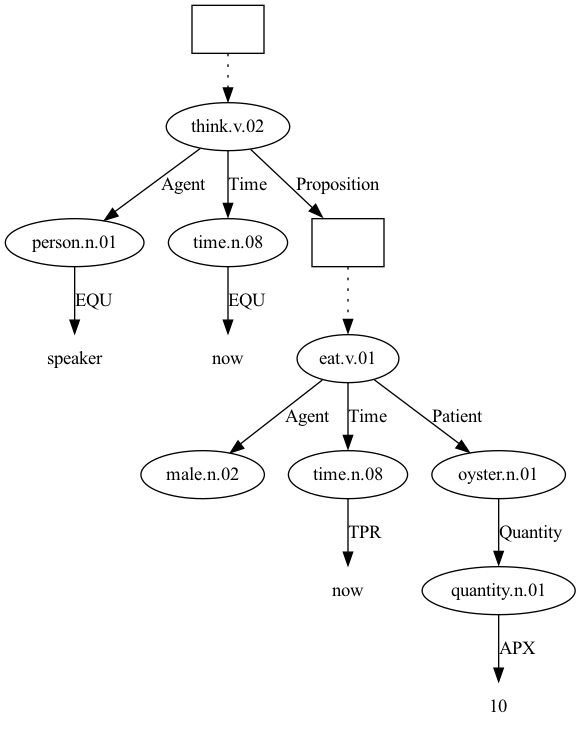 think.v.02
Agent Time Proposition
person.n.01 time.n.08
EQU EQU
speaker now eat.v.01
Agent Time Patient
male.n.02 time.n.08 oyster.n.01
TPR Quantity
now quantity.n.01
APX
10